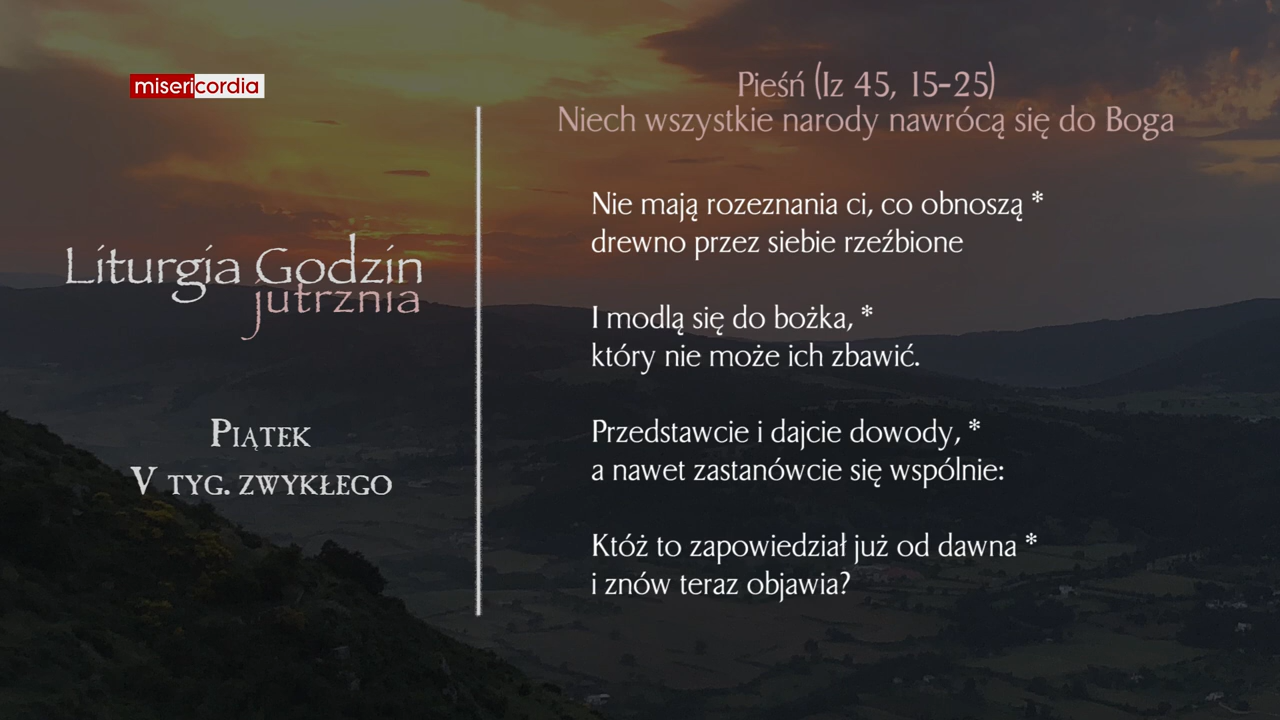 misericordia
Liturgia Godzin
jutrznia
Piątek
V tyg. zwykłego
Pieśń (Iz 45, 15-25)
Niech wszystkie narody nawrócą się do Boga
Nie mają rozeznania ci, co obnoszą *
drewno przez siebie rzeźbione
I modlą się do bożka, *
który nie może ich zbawić.
Przedstawcie i dajcie dowody, *
a nawet zastanówcie się wspólnie:
Któż to zapowiedział już od dawna *
i znów teraz objawia?